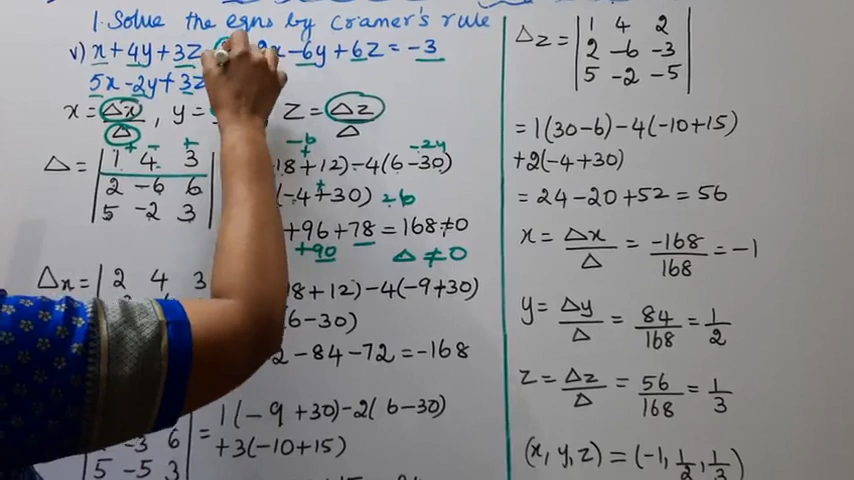 1. Solve the eqns by Cramer's rule
v) x + 4y + 3z x - 6y + 6z = -3
5x - 2y + 3z
x = Δx/Δ , y = , z = Δz/Δ
Δ = | 1 4 3 | 18 + 12) - 4(6 - 30)
| 2 -6 6 | (-4 + 30)
| 5 -2 3 | + 96 + 78 = 168 ≠ 0
-6 -24
26
+90 Δ ≠ 0
Δx = | 2 4 3 8 + 12) - 4(-9 + 30)
(6 - 30)
2 - 84 - 72 = -168
= 1(-9 + 30) - 2(6 - 30)
-3 6 + 3(-10 + 15)
5 -5 3
Δz = | 1 4 2 |
| 2 -6 -3 |
| 5 -2 -5 |
= 1(30 - 6) - 4(-10 + 15)
+ 2(-4 + 30)
= 24 - 20 + 52 = 56
x = Δx/Δ = -168/168 = -1
y = Δy/Δ = 84/168 = 1/2
z = Δz/Δ = 56/168 = 1/3
(x, y, z) = (-1, 1/2, 1/3)